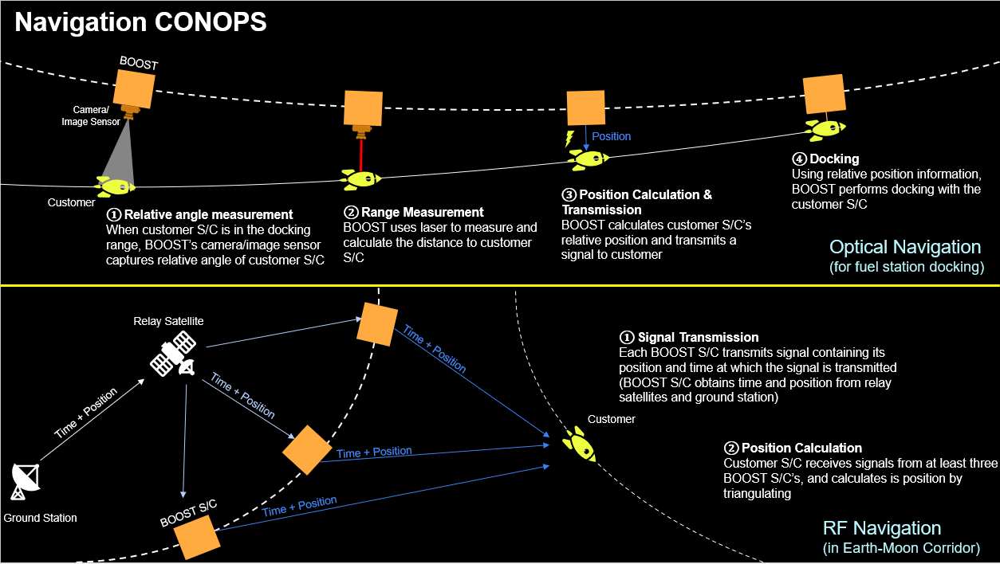 Navigation CONOPS
BOOST
Camera/
Image Sensor
Customer
① Relative angle measurement
When customer S/C is in the docking
range, BOOST's camera/image sensor
captures relative angle of customer S/C
② Range Measurement
BOOST uses laser to measure and
calculate the distance to customer
S/C
Position
③ Position Calculation &
Transmission
BOOST calculates customer S/C's
relative position and transmits a
signal to customer
④ Docking
Using relative position information,
BOOST performs docking with the
customer S/C
Optical Navigation
(for fuel station docking)
Relay Satellite
Time + Position
Ground Station
Time + Position
BOOST S/C
Time + Position
Time + Position
Time + Position
Customer
① Signal Transmission
Each BOOST S/C transmits signal containing its
position and time at which the signal is transmitted
(BOOST S/C obtains time and position from relay
satellites and ground station)
② Position Calculation
Customer S/C receives signals from at least three
BOOST S/C's, and calculates is position by
triangulating
RF Navigation
(in Earth-Moon Corridor)